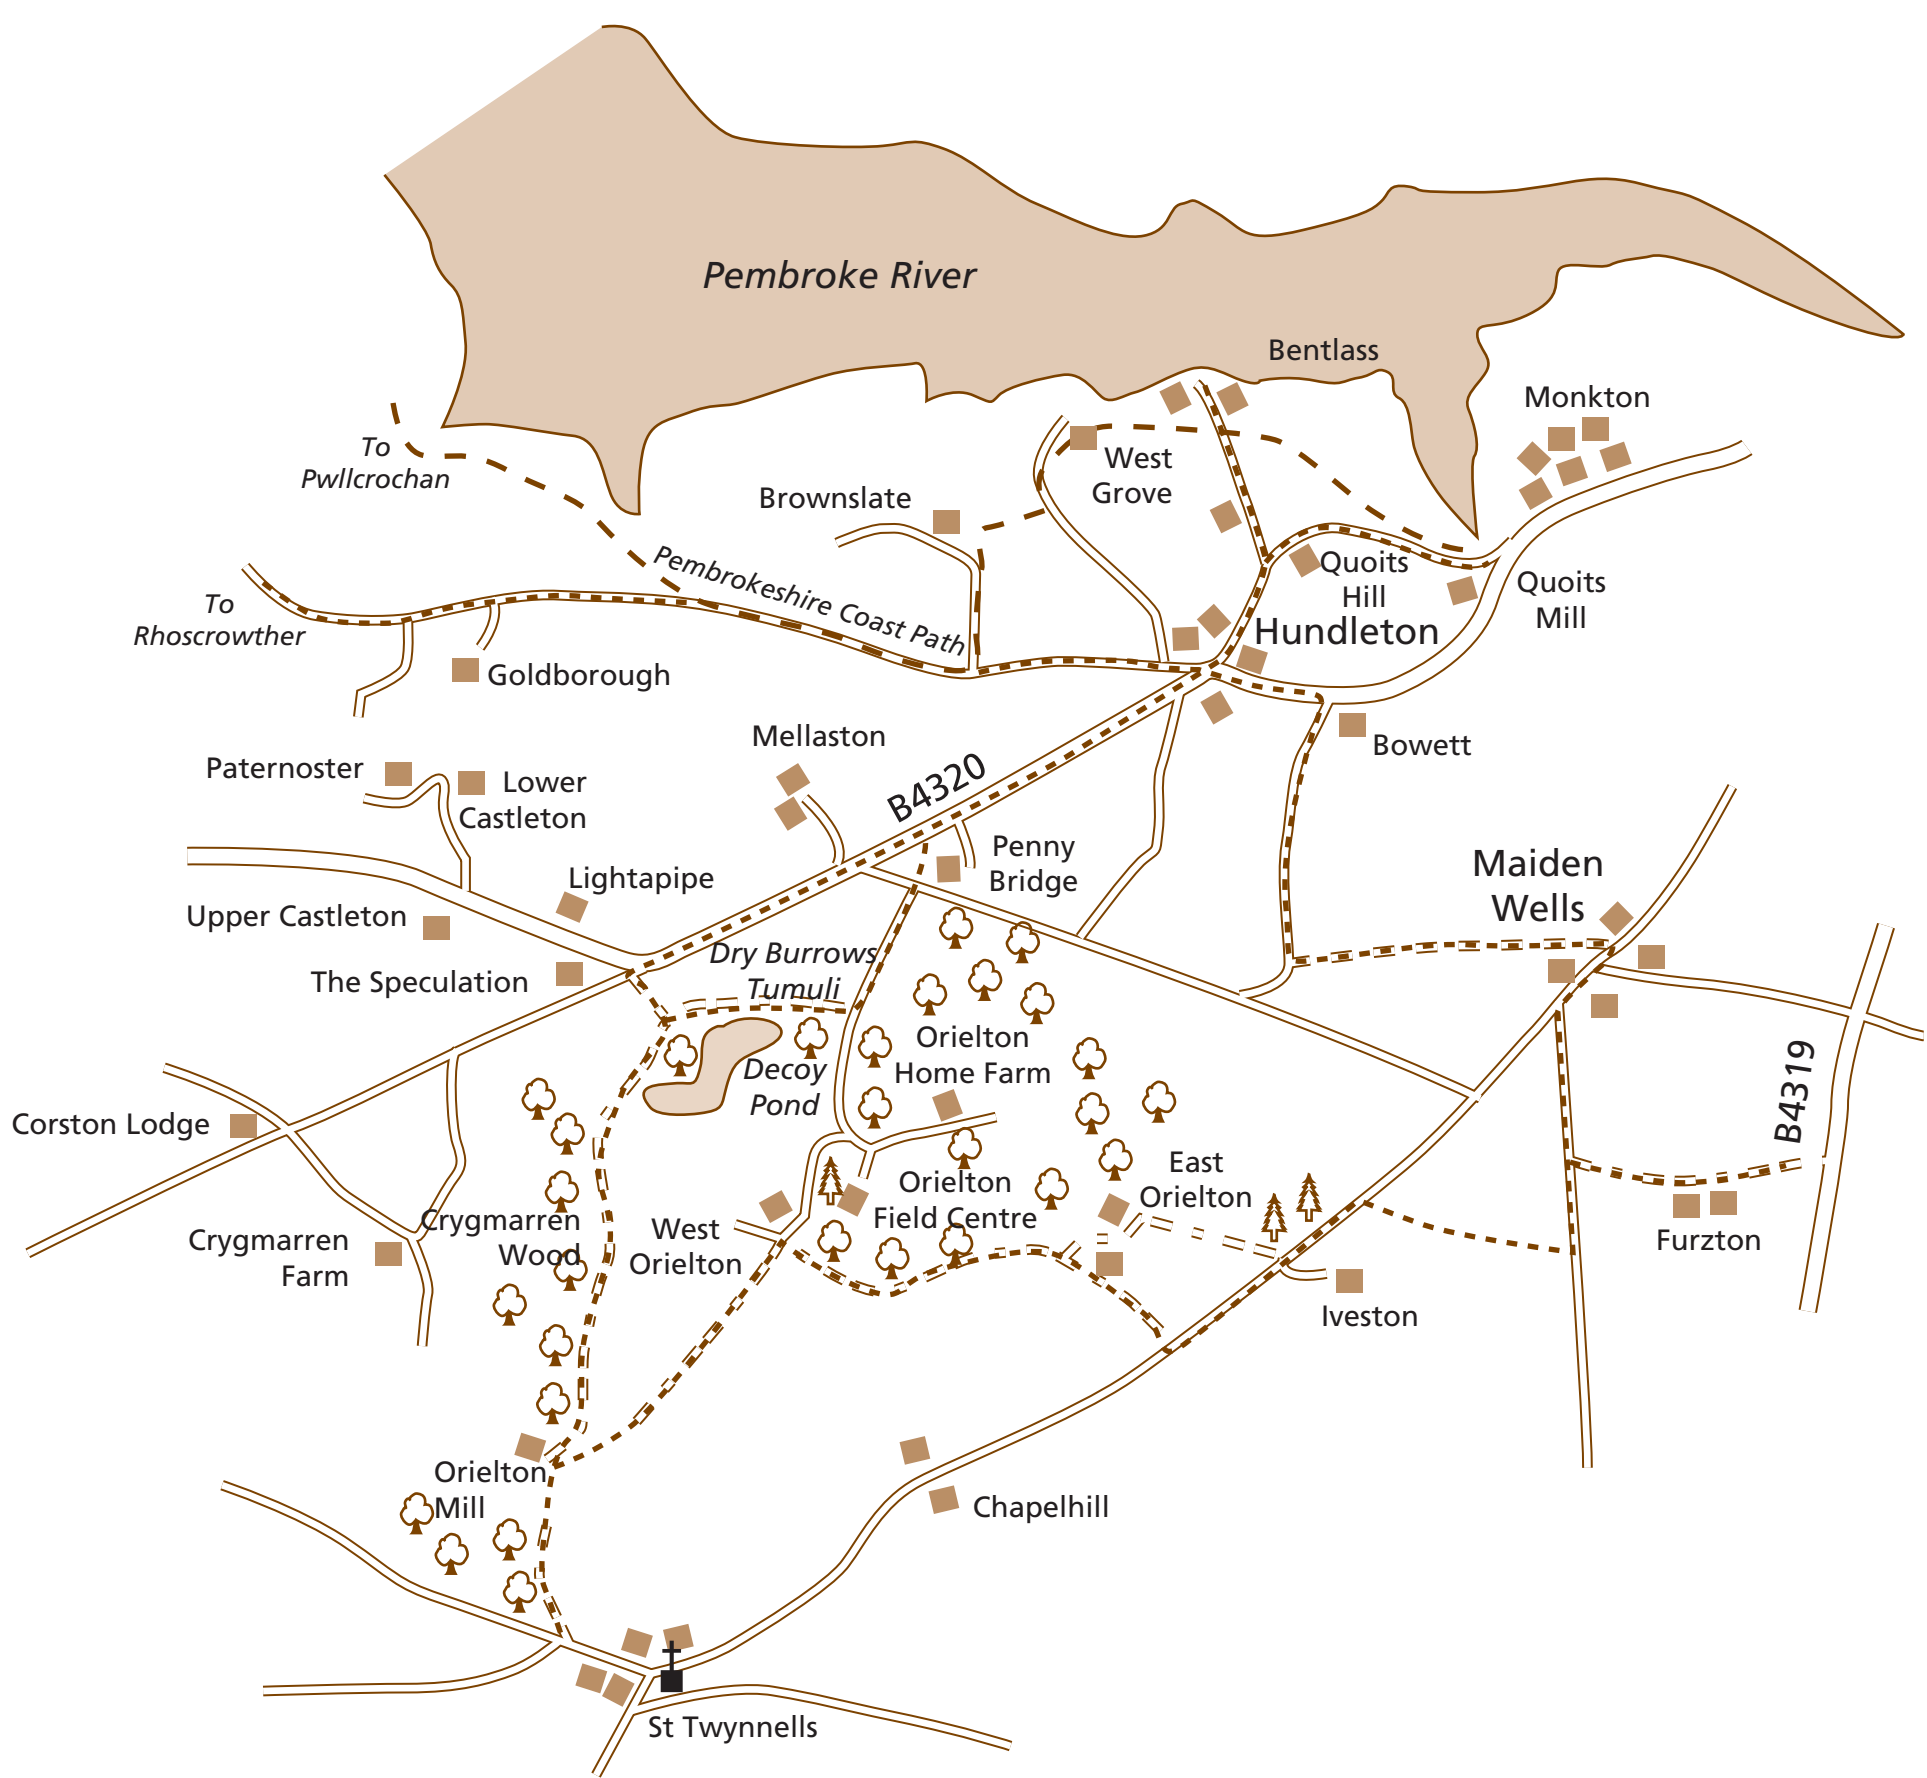 Pembroke River
Bentlass
Monkton
To
Pwllcrochan
West
Grove
Brownslate
Pembrokeshire Coast Path
Quoits
Hill
Quoits
Mill
To
Rhoscrowther
Hundleton
Goldborough
Mellaston
Bowett
Paternoster
Lower
Castleton
B4320
Penny
Bridge
Maiden
Wells
Lightapipe
Upper Castleton
Dry Burrows
Tumuli
The Speculation
Orielton
Home Farm
Decoy
Pond
B4319
Corston Lodge
East
Orielton
Orielton
Field Centre
Crygmarren
Wood
West
Orielton
Crygmarren
Farm
Furzton
Iveston
Orielton
Mill
Chapelhill
St Twynnells